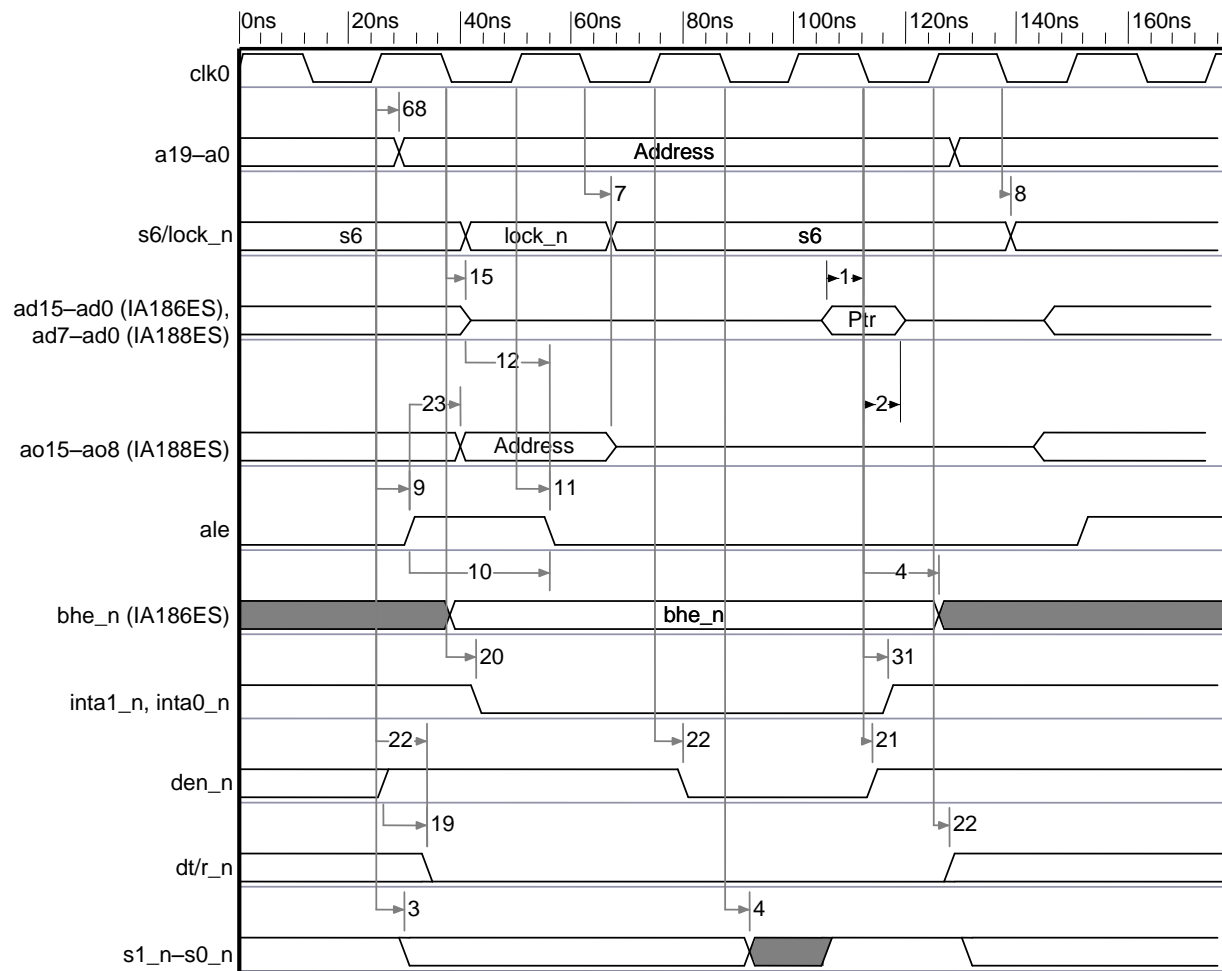 0ns 20ns 40ns 60ns 80ns 100ns 120ns 140ns 160ns
clk0
68
a19–a0 Address
7 8
s6/lock_n s6 lock_n s6
15 1
ad15–ad0 (IA186ES), Ptr
ad7–ad0 (IA188ES)
12
23 2
ao15–ao8 (IA188ES) Address
9 11
ale
10 4
bhe_n (IA186ES) bhe_n
20 31
inta1_n, inta0_n
22 22 21
den_n
19 22
dt/r_n
3 4
s1_n–s0_n